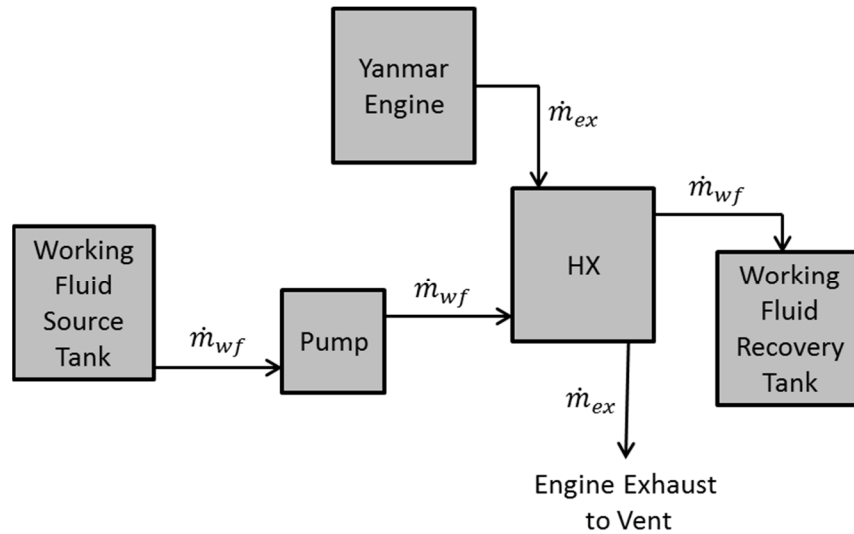 Yanmar
Engine
ṁ_ex
ṁ_wf
HX
Working
Fluid
Source
Tank
ṁ_wf
Pump
ṁ_wf
Working
Fluid
Recovery
Tank
ṁ_ex
Engine Exhaust
to Vent